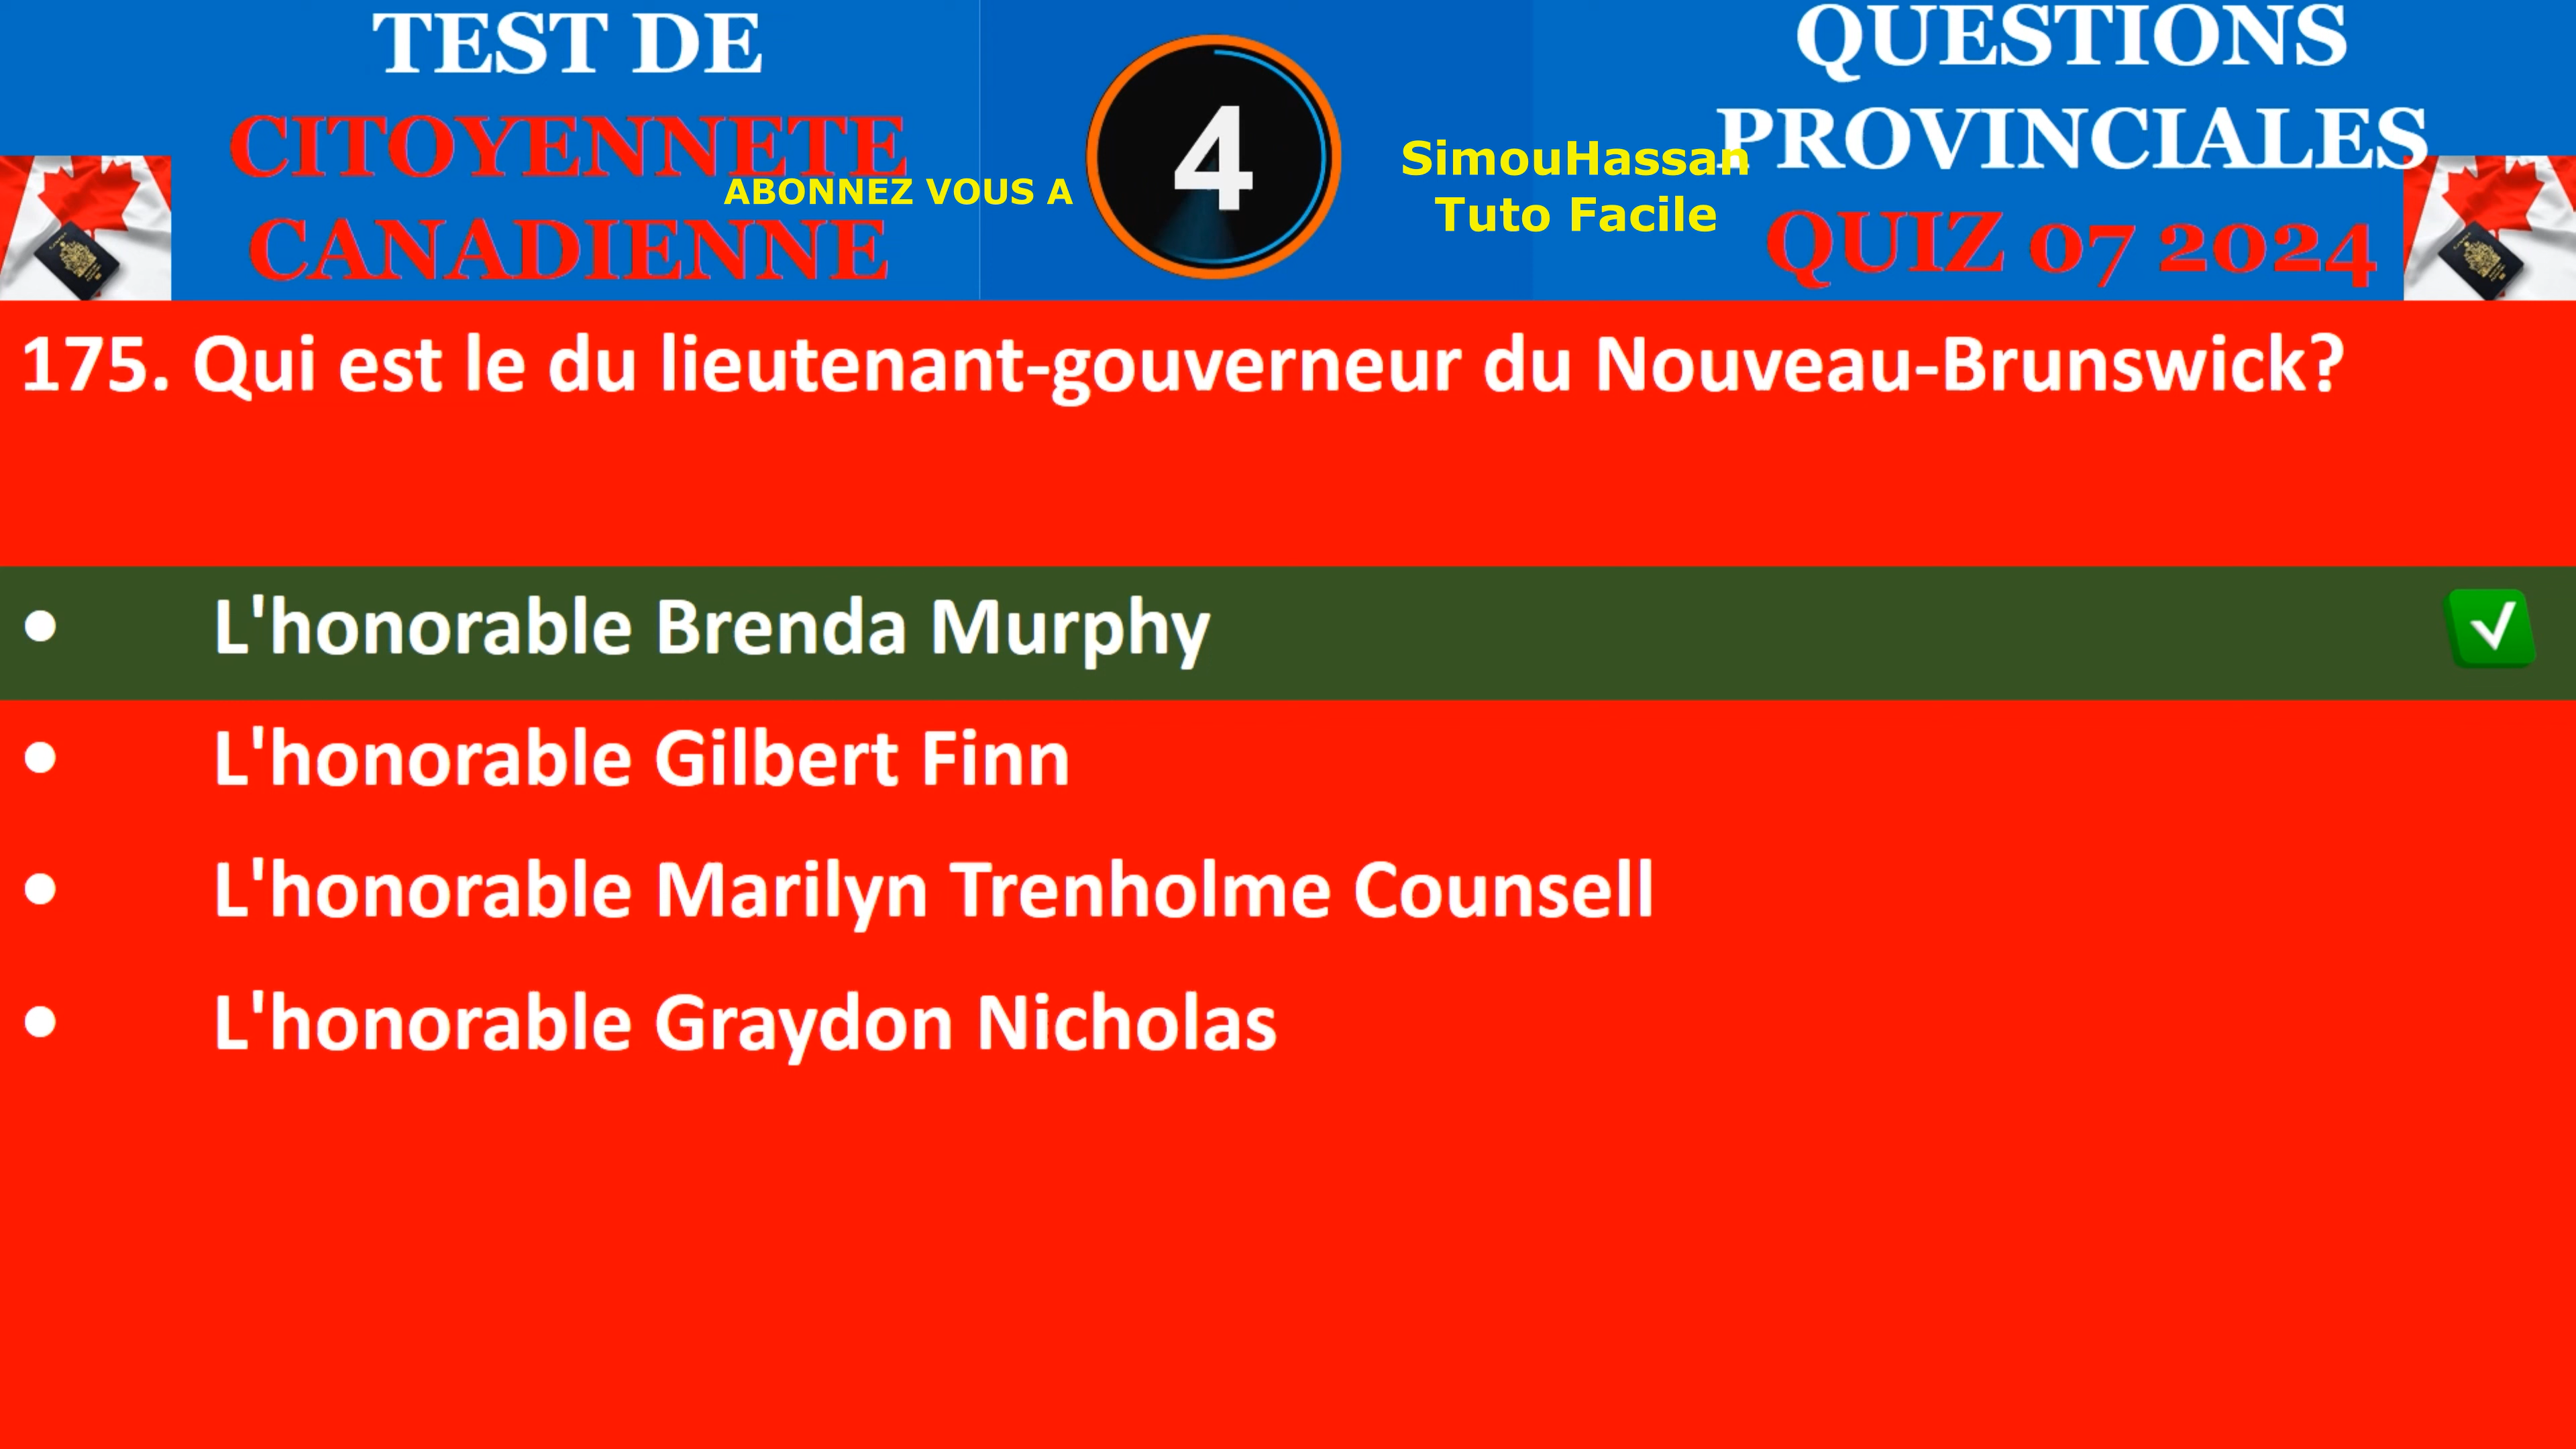 TEST DE
CITOYENNETE
CANADIENNE
ABONNEZ VOUS A
4
SimouHassan
Tuto Facile
QUESTIONS
PROVINCIALES
QUIZ 07 2024
175. Qui est le du lieutenant-gouverneur du Nouveau-Brunswick?
• L'honorable Brenda Murphy
• L'honorable Gilbert Finn
• L'honorable Marilyn Trenholme Counsell
• L'honorable Graydon Nicholas